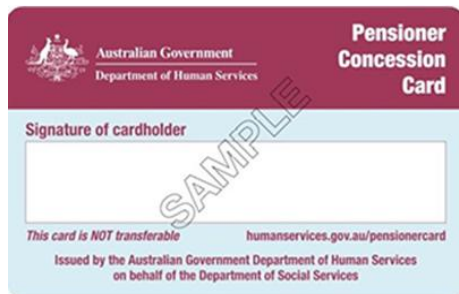 Australian Government
Department of Human Services
Pensioner
Concession
Card
Signature of cardholder
SAMPLE
This card is NOT transferable
humanservices.gov.au/pensionercard
Issued by the Australian Government Department of Human Services
on behalf of the Department of Social Services